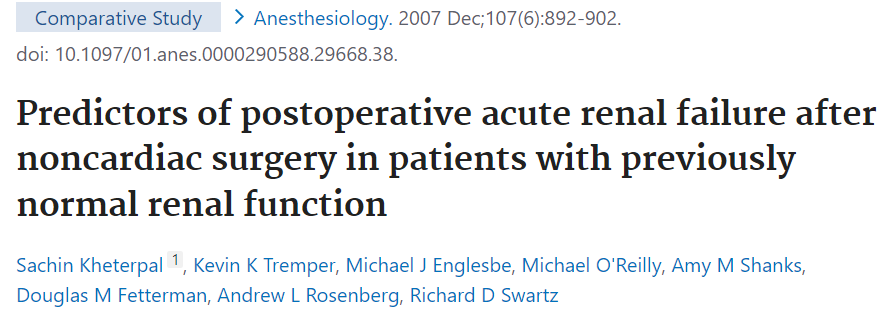 Comparative Study > Anesthesiology. 2007 Dec;107(6):892-902.
doi: 10.1097/01.anes.0000290588.29668.38.
Predictors of postoperative acute renal failure after
noncardiac surgery in patients with previously
normal renal function
Sachin Kheterpal 1, Kevin K Tremper, Michael J Englesbe, Michael O'Reilly, Amy M Shanks,
Douglas M Fetterman, Andrew L Rosenberg, Richard D Swartz